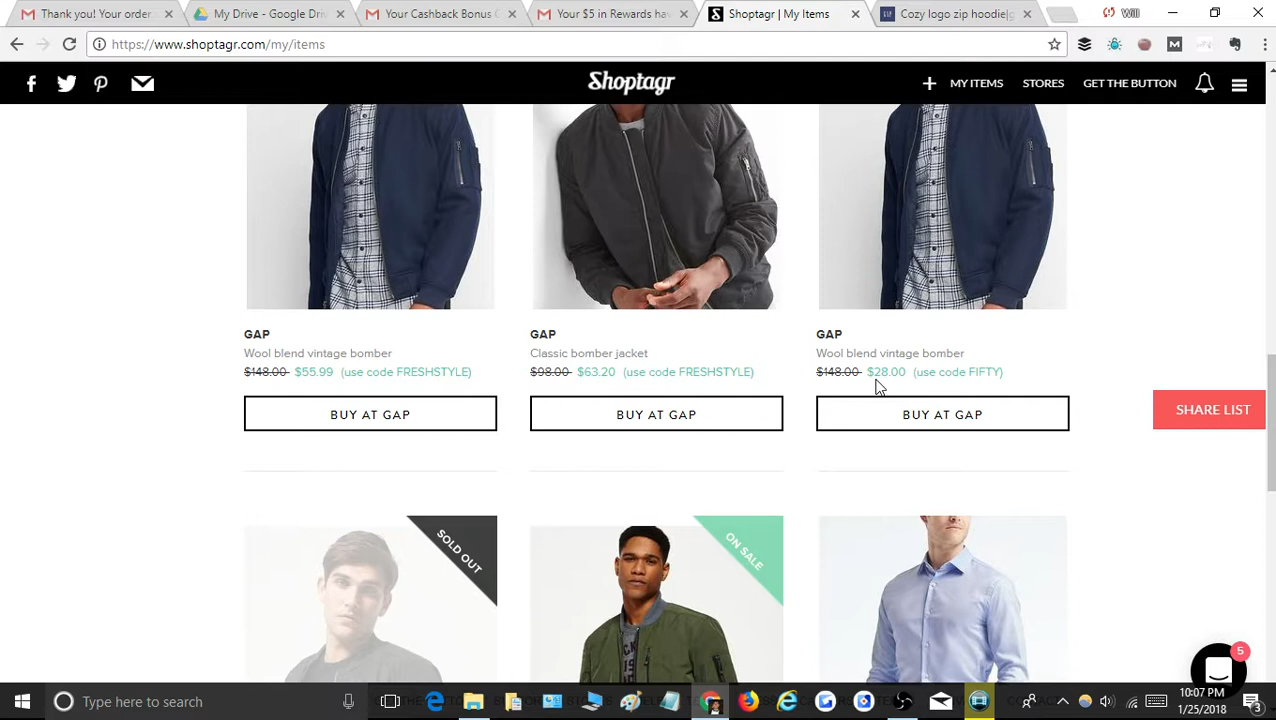 Thank you! Your order
My Drive - Google Dri
Your Cashback Bonus
Your $5 in Rewards ha
Shoptagr | My Items
Cozy logo zip hoodie|g
Will
https://www.shoptagr.com/my/items
Shoptagr
+ MY ITEMS STORES GET THE BUTTON
GAP
Wool blend vintage bomber
$148.00 $55.99 (use code FRESHSTYLE)
BUY AT GAP
GAP
Classic bomber jacket
$98.00 $63.20 (use code FRESHSTYLE)
BUY AT GAP
GAP
Wool blend vintage bomber
$148.00 $28.00 (use code FIFTY)
BUY AT GAP
SHARE LIST
SOLD OUT
ON SALE
5
Type here to search
10:07 PM
1/25/2018
3